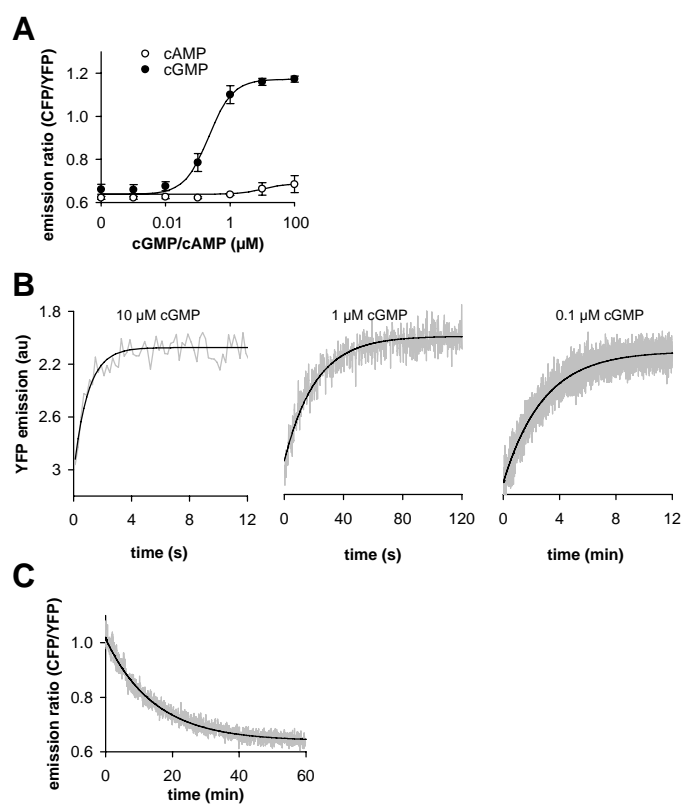 A
cAMP
cGMP
emission ratio (CFP/YFP)
1.2
1.0
0.8
0.6
0 0.01 1 100
cGMP/cAMP (µM)
B
10 µM cGMP
1 µM cGMP
0.1 µM cGMP
YFP emission (au)
1.8
2.2
2.6
3
0 4 8 12
0 40 80 120
0 4 8 12
time (s)
time (s)
time (min)
C
emission ratio (CFP/YFP)
1.0
0.8
0.6
0 20 40 60
time (min)